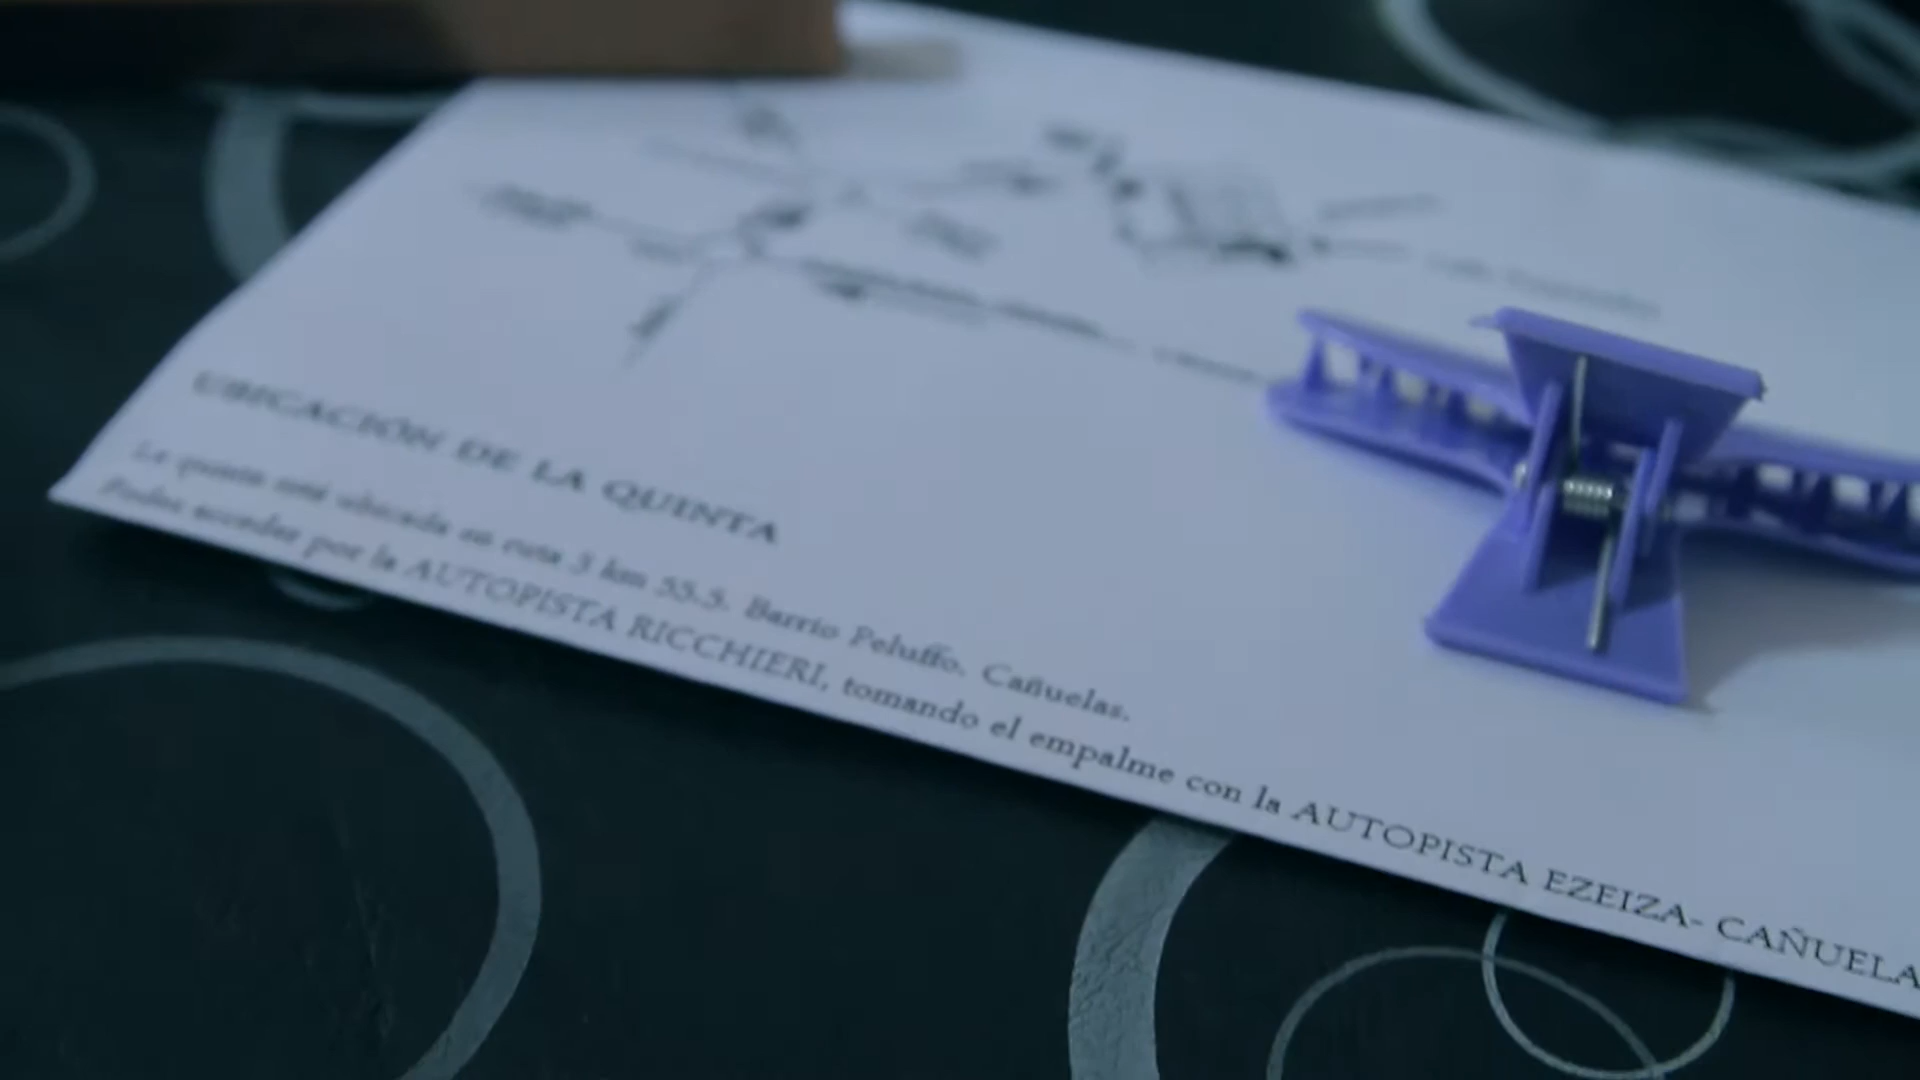 UBICACIÓN DE LA QUINTA
La quinta está ubicada en ruta 3 km 55.5. Barrio Peluffo. Cañuelas.
Podes acceder por la AUTOPISTA RICCHIERI, tomando el empalme con la AUTOPISTA EZEIZA- CAÑUELA